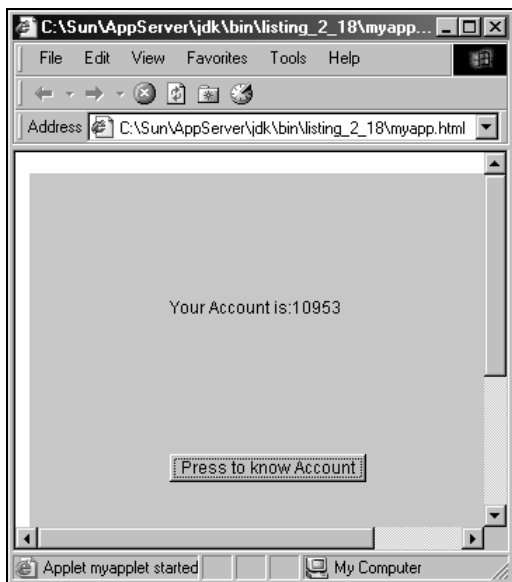 C:\Sun\AppServer\jdk\bin\listing_2_18\myapp...
File Edit View Favorites Tools Help
Address C:\Sun\AppServer\jdk\bin\listing_2_18\myapp.html
Your Account is:10953
Press to know Account
Applet myapplet started My Computer